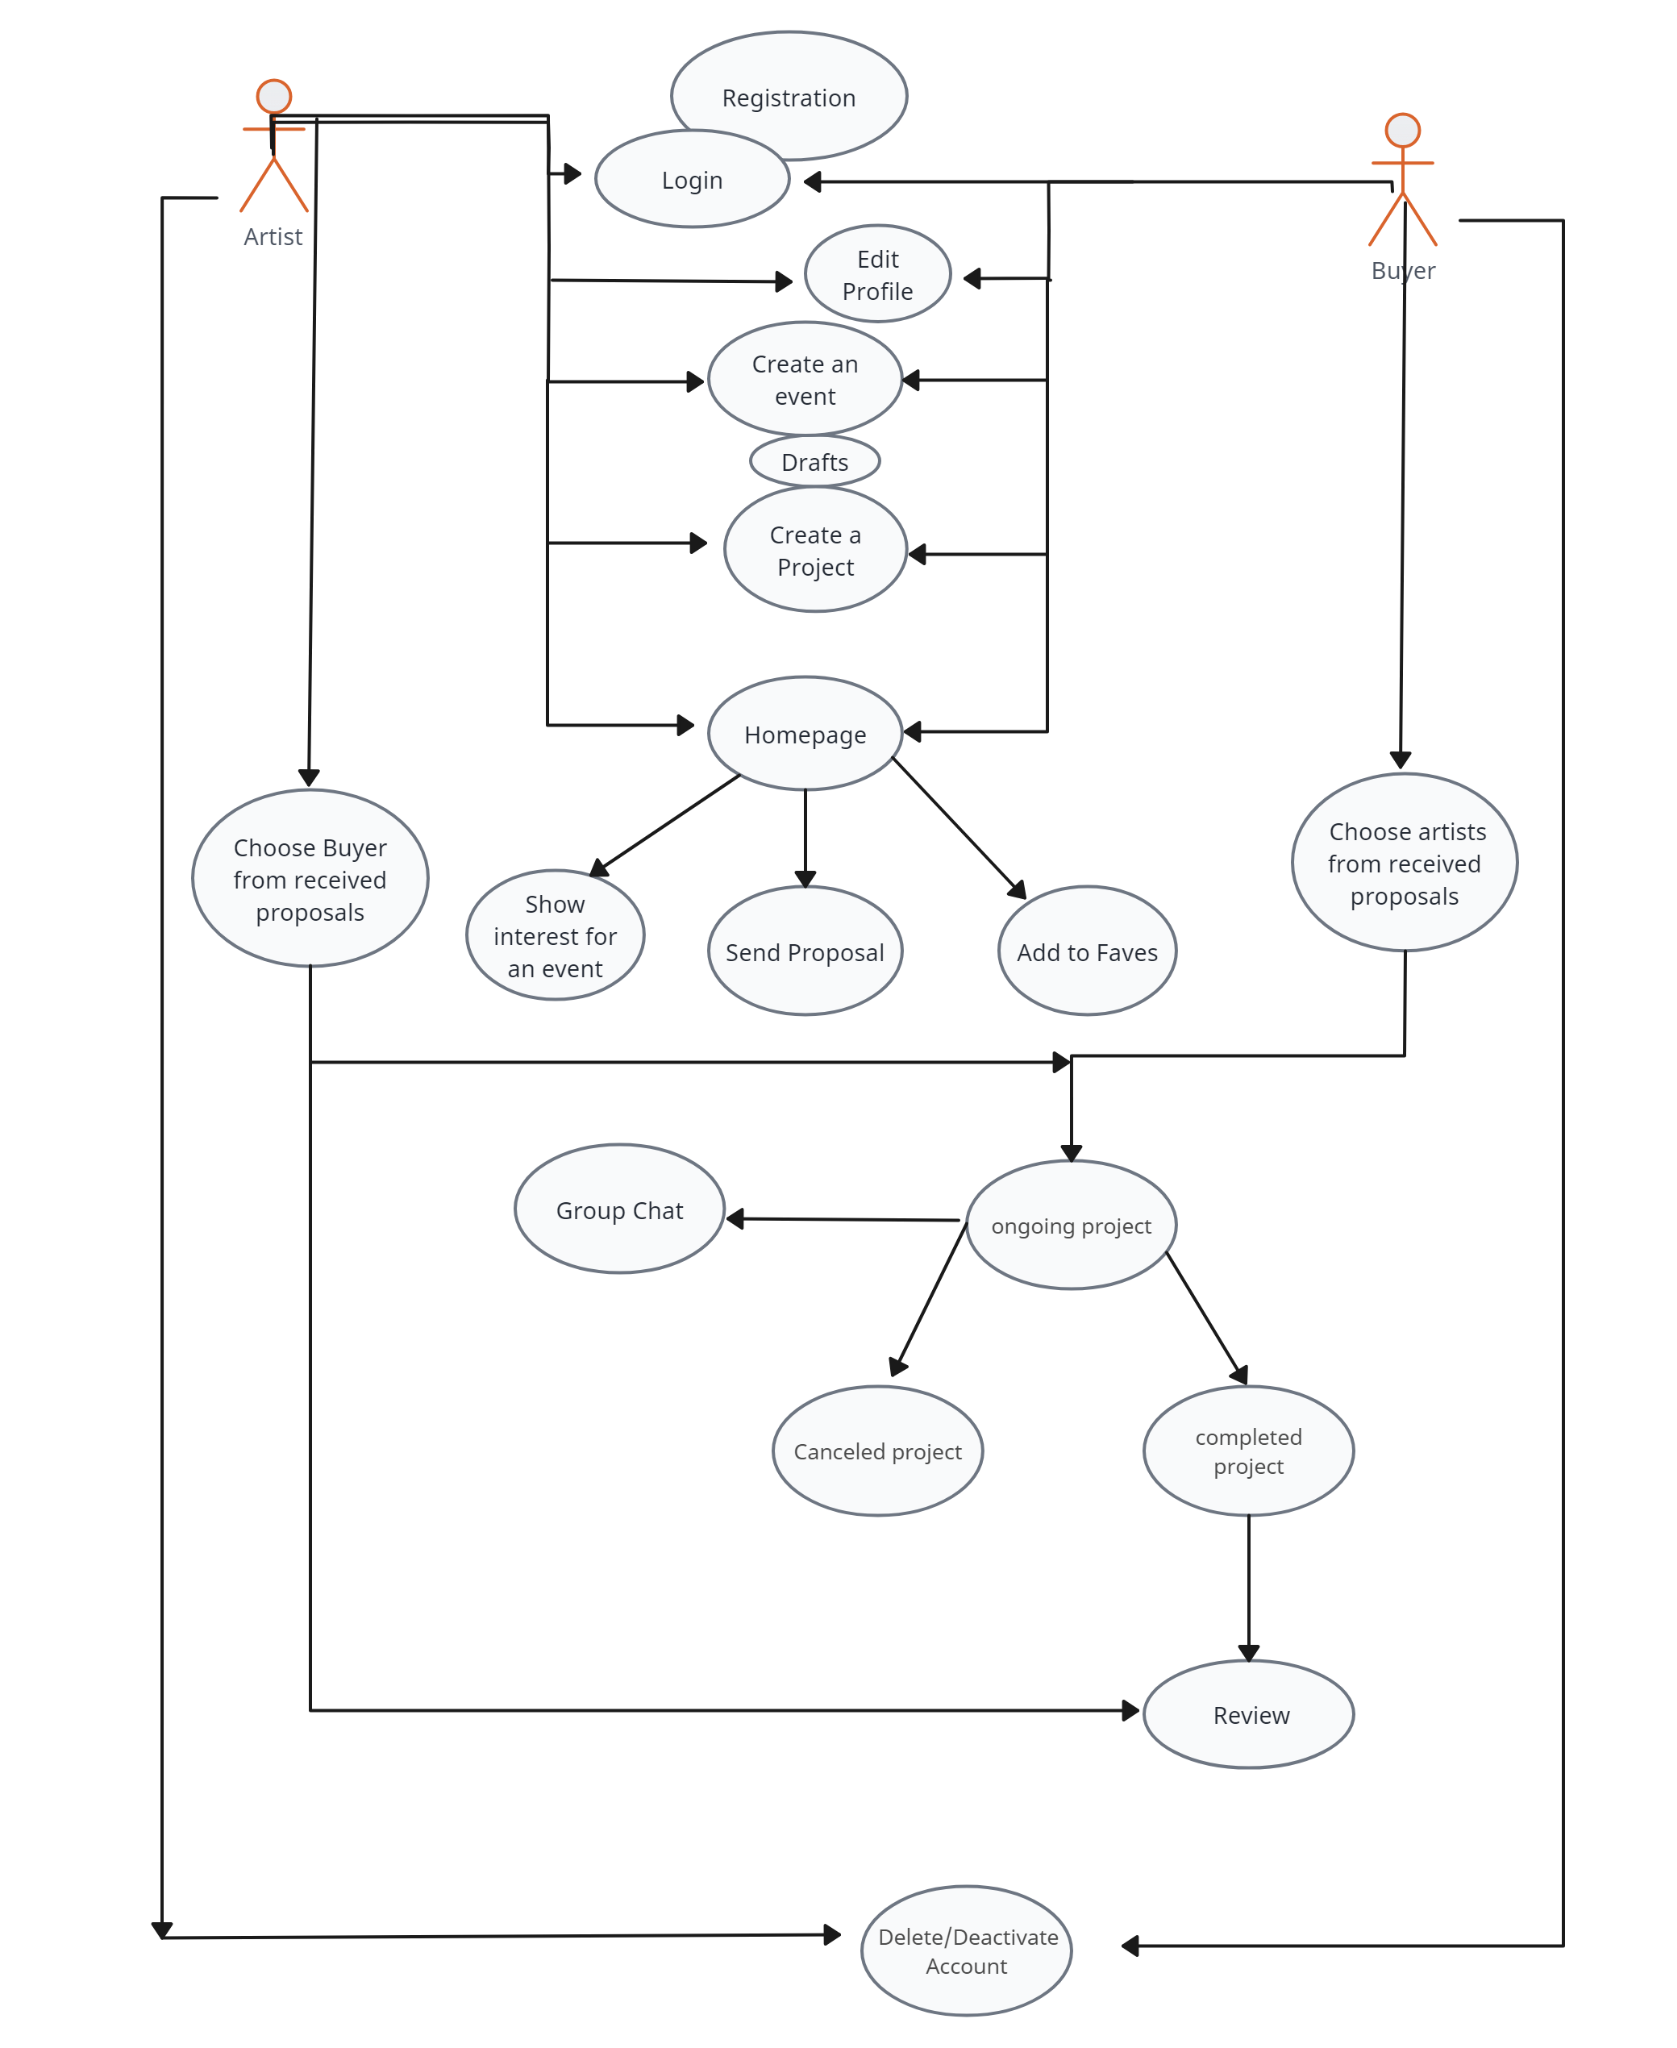 Registration
Login
Artist
Buyer
Edit
Profile
Create an
event
Drafts
Create a
Project
Homepage
Choose Buyer
from received
proposals
Choose artists
from received
proposals
Show
interest for
an event
Send Proposal
Add to Faves
Group Chat
ongoing project
Canceled project
completed
project
Review
Delete/Deactivate
Account